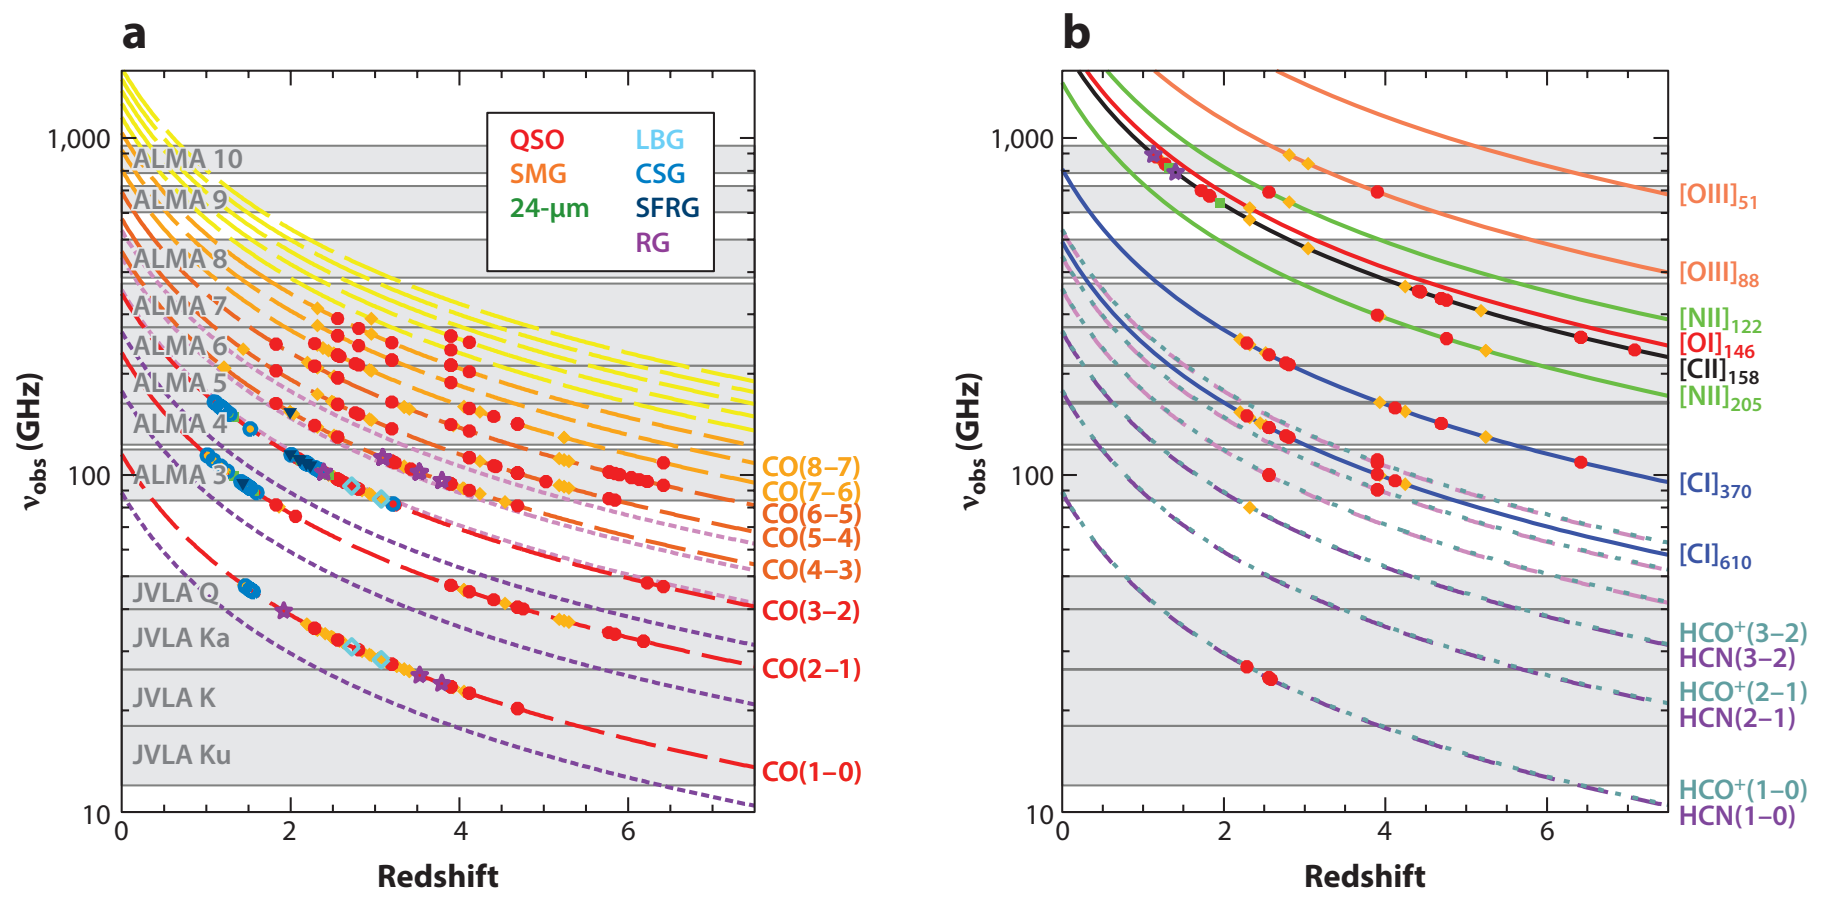 a
b
1,000
100
10
ν_obs (GHz)
ALMA 10
ALMA 9
ALMA 8
ALMA 7
ALMA 6
ALMA 5
ALMA 4
ALMA 3
JVLA Q
JVLA Ka
JVLA K
JVLA Ku
QSO LBG
SMG CSG
24-μm SFRG
RG
CO(8–7)
CO(7–6)
CO(6–5)
CO(5–4)
CO(4–3)
CO(3–2)
CO(2–1)
CO(1–0)
0 2 4 6
Redshift
1,000
100
10
ν_obs (GHz)
[OIII]51
[OIII]88
[NII]122
[OI]146
[CII]158
[NII]205
[CI]370
[CI]610
HCO⁺(3–2)
HCN(3–2)
HCO⁺(2–1)
HCN(2–1)
HCO⁺(1–0)
HCN(1–0)
0 2 4 6
Redshift